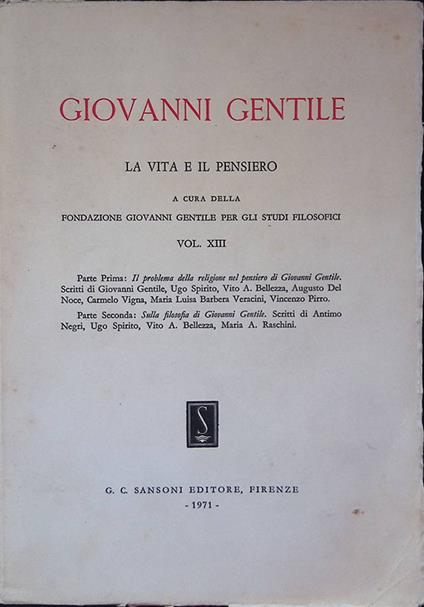 GIOVANNI GENTILE
LA VITA E IL PENSIERO
A CURA DELLA
FONDAZIONE GIOVANNI GENTILE PER GLI STUDI FILOSOFICI
VOL. XIII
Parte Prima: Il problema della religione nel pensiero di Giovanni Gentile.
Scritti di Giovanni Gentile, Ugo Spirito, Vito A. Bellezza, Augusto Del
Noce, Carmelo Vigna, Maria Luisa Barbera Veracini, Vincenzo Pirro.
Parte Seconda: Sulla filosofia di Giovanni Gentile. Scritti di Antimo
Negri, Ugo Spirito, Vito A. Bellezza, Maria A. Raschini.
S
G. C. SANSONI EDITORE, FIRENZE
- 1971 -